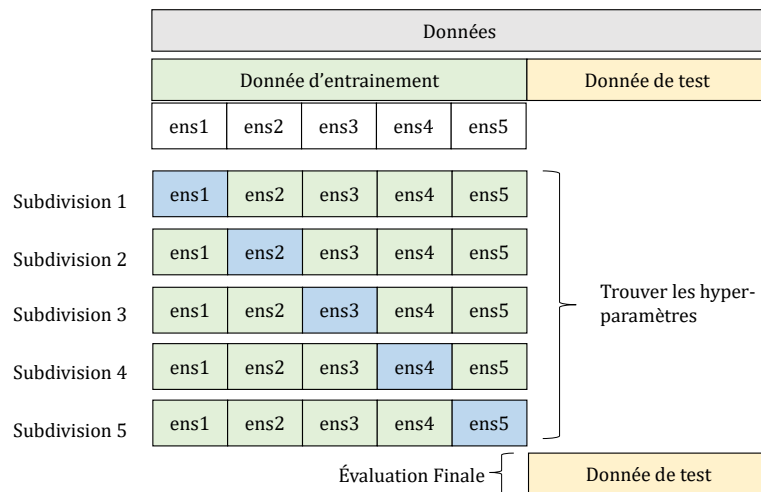 Données
Donnée d'entrainement Donnée de test
ens1 ens2 ens3 ens4 ens5
Subdivision 1 ens1 ens2 ens3 ens4 ens5
Subdivision 2 ens1 ens2 ens3 ens4 ens5
Subdivision 3 ens1 ens2 ens3 ens4 ens5
Subdivision 4 ens1 ens2 ens3 ens4 ens5
Subdivision 5 ens1 ens2 ens3 ens4 ens5
Trouver les hyper-
paramètres
Évaluation Finale Donnée de test